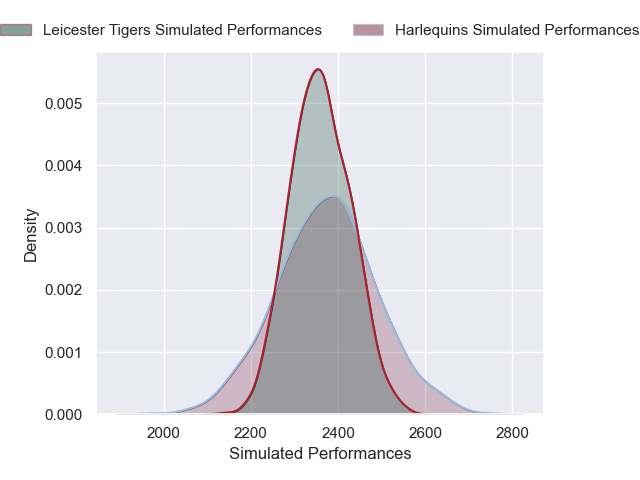 Leicester Tigers Simulated Performances
Harlequins Simulated Performances
Density
0.005
0.004
0.003
0.002
0.001
0.000
2000
2200
2400
2600
2800
Simulated Performances